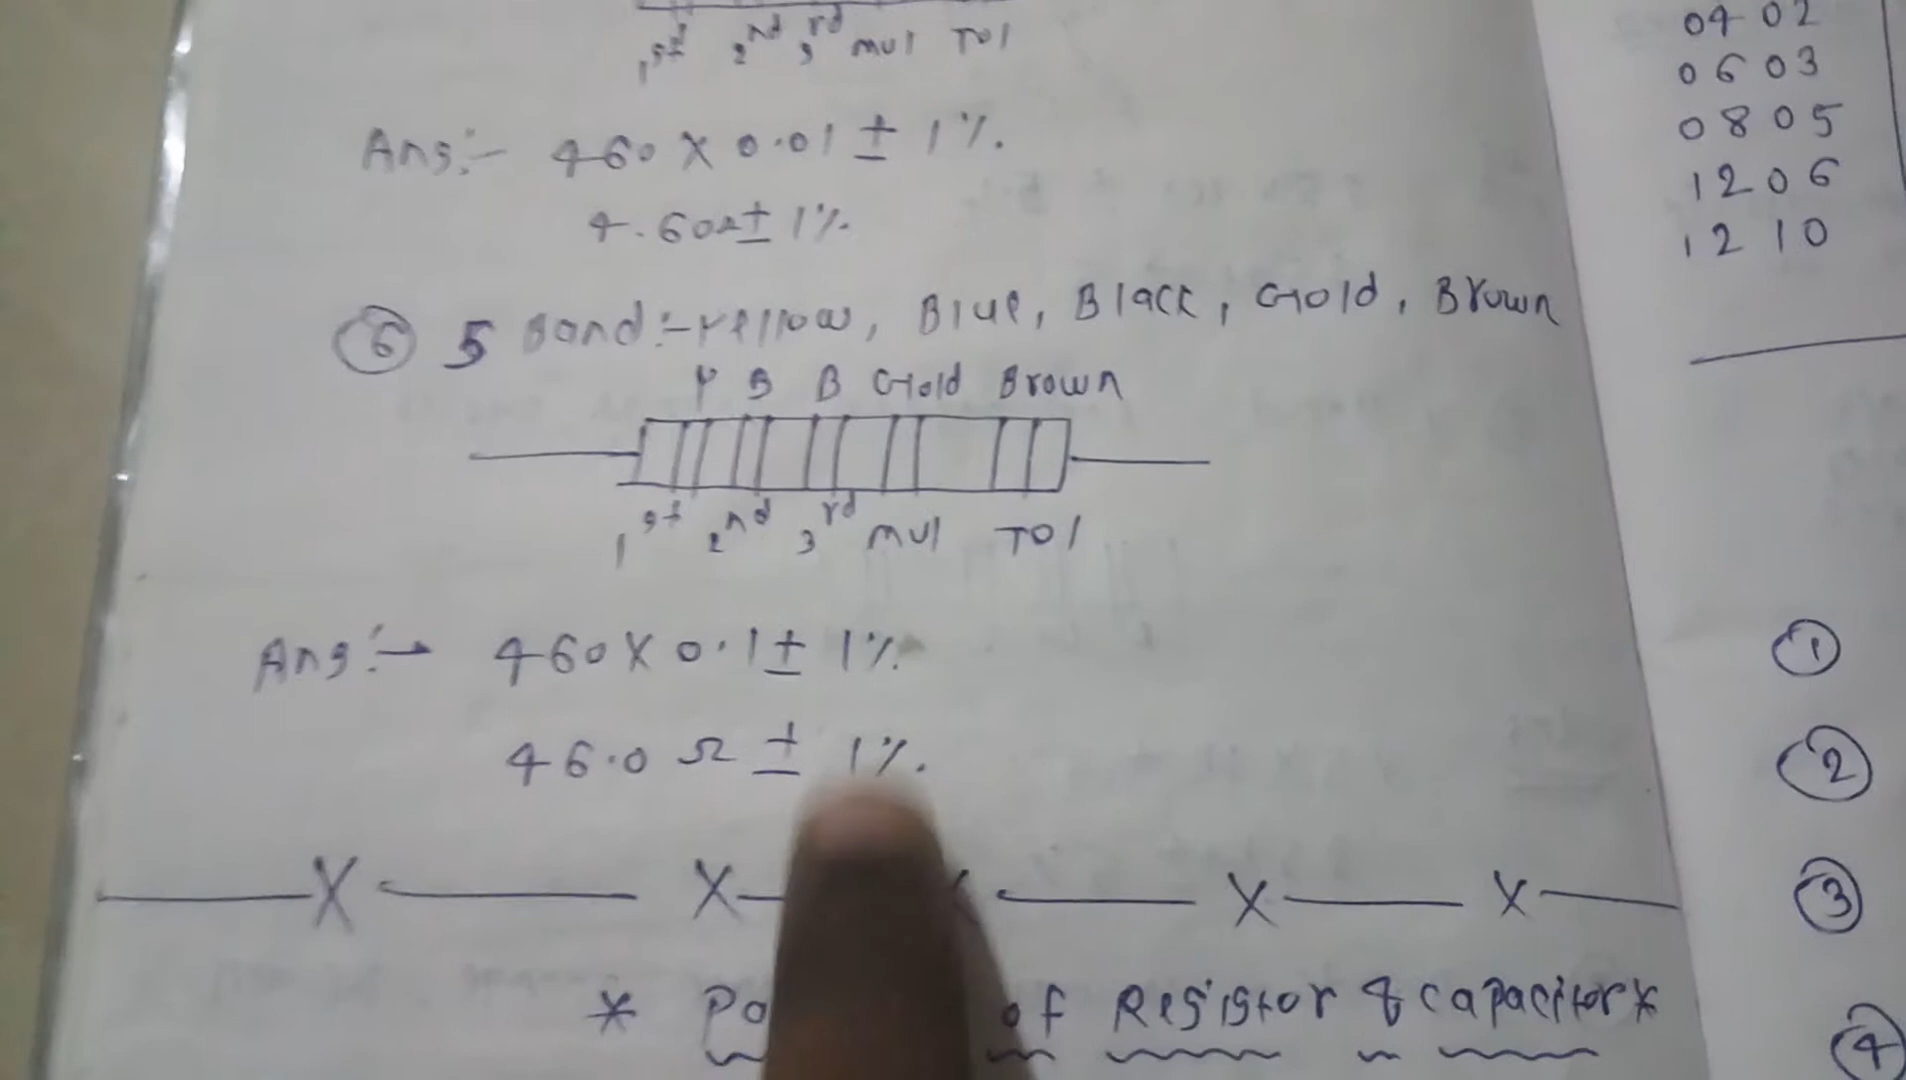 1st 2nd 3rd mul Tol
Ans:- 460 X 0.01 ± 1%.
4.60Ω ± 1%.
⑥ 5 Band:- Yellow, Blue, Black, Gold, Brown
Y B B Gold Brown
1st 2nd 3rd mul Tol
Ans:→ 460 X 0.1 ± 1%.
46.0 Ω ± 1%.
X X X X
* of Resistor & capacitor *
0402
0603
0805
1206
1210
①
②
③
④